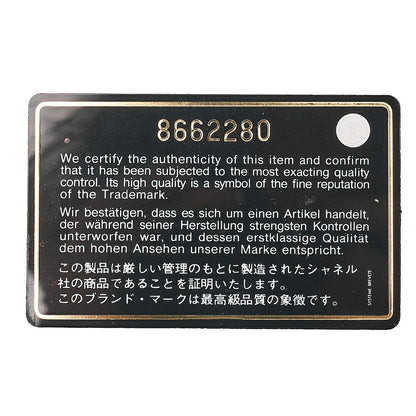 8662280
We certify the authenticity of this item and confirm
that it has been subjected to the most exacting quality
control. Its high quality is a symbol of the fine reputation
of the Trademark.
Wir bestätigen, dass es sich um einen Artikel handelt,
der während seiner Herstellung strengsten Kontrollen
unterworfen war, und dessen erstklassige Qualität
dem hohen Ansehen unserer Marke entspricht.
この製品は厳しい管理のもとに製造されたシャネル
社の商品であることを証明いたします。
このブランド・マークは最高級品質の象徴です。
SYSTEME BREVETE